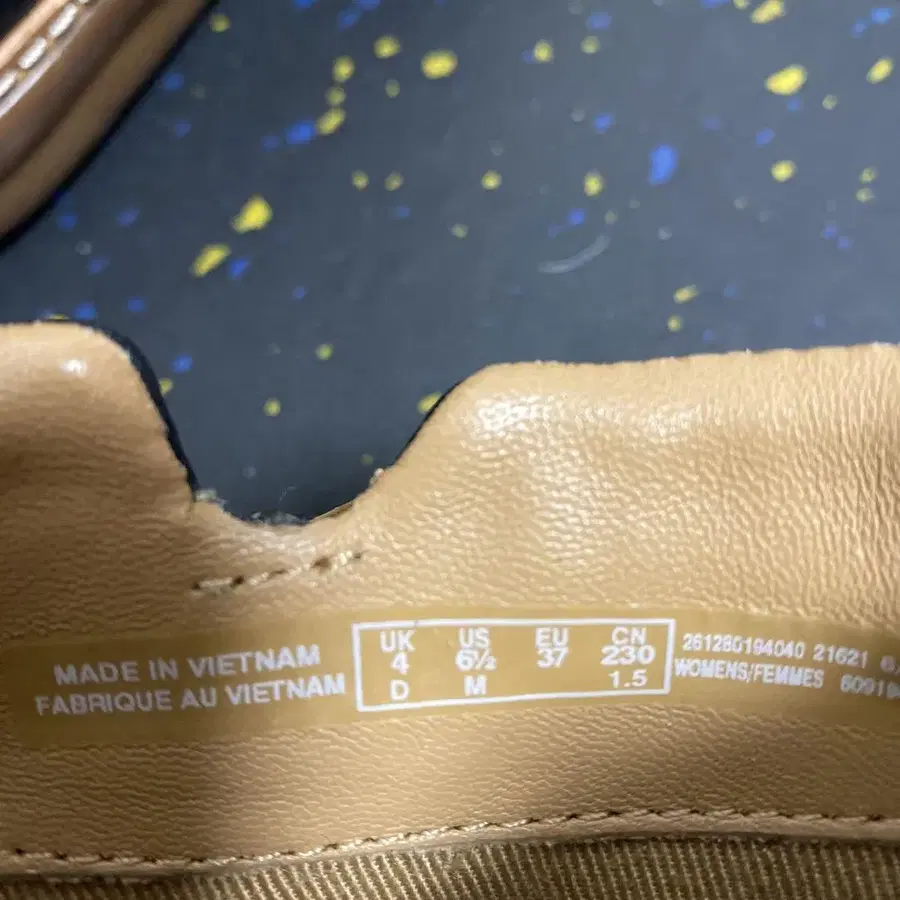 MADE IN VIETNAM
FABRIQUE AU VIETNAM
UK US EU CN
4 6½ 37 230
D M 1.5
261280194040 21621
WOMENS/FEMMES